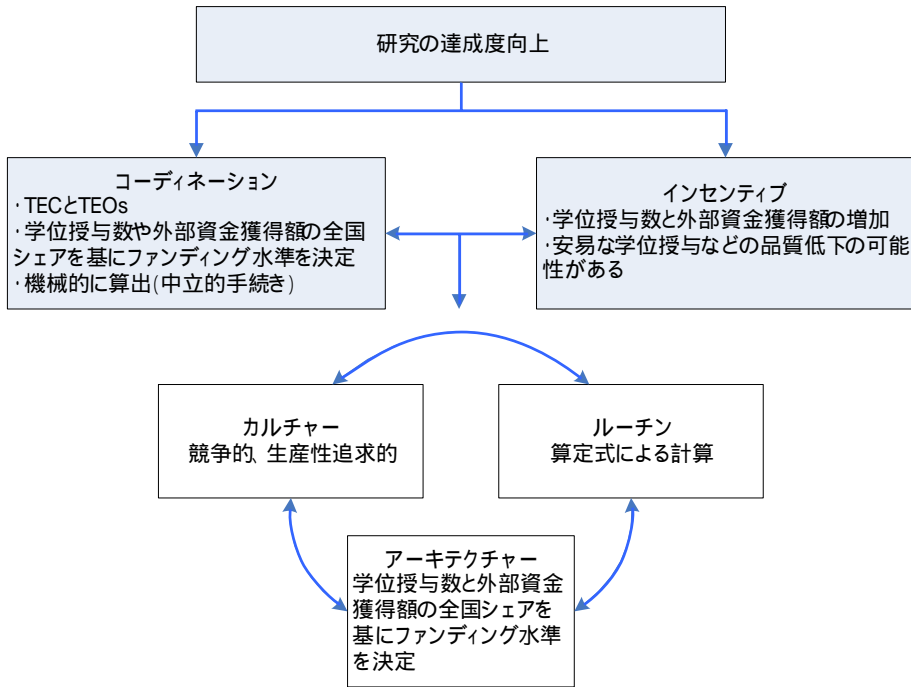 研究の達成度向上
コーディネーション
·TECとTEOs
·学位授与数や外部資金獲得額の全国
シェアを基にファンディング水準を決定
·機械的に算出(中立的手続き)
インセンティブ
·学位授与数と外部資金獲得額の増加
·安易な学位授与などの品質低下の可能
性がある
カルチャー
競争的、生産性追求的
ルーチン
算定式による計算
アーキテクチャー
学位授与数と外部資金
獲得額の全国シェアを
基にファンディング水準
を決定